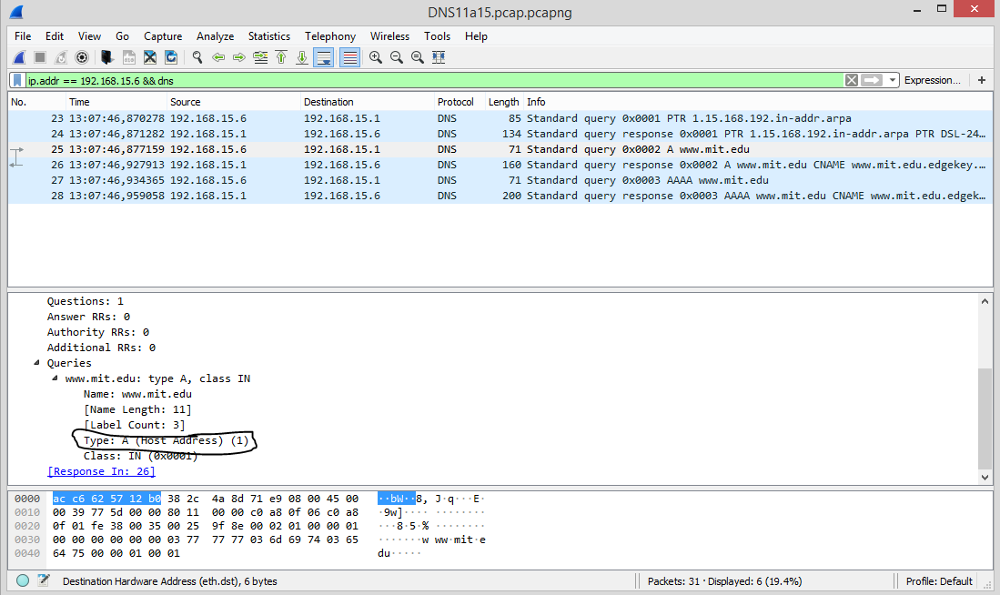 DNS11a15.pcap.pcapng
File Edit View Go Capture Analyze Statistics Telephony Wireless Tools Help
ip.addr == 192.168.15.6 && dns Expression... +
No. Time Source Destination Protocol Length Info
23 13:07:46,870278 192.168.15.6 192.168.15.1 DNS 85 Standard query 0x0001 PTR 1.15.168.192.in-addr.arpa
24 13:07:46,871282 192.168.15.1 192.168.15.6 DNS 134 Standard query response 0x0001 PTR 1.15.168.192.in-addr.arpa PTR DSL-24…
25 13:07:46,877159 192.168.15.6 192.168.15.1 DNS 71 Standard query 0x0002 A www.mit.edu
26 13:07:46,927913 192.168.15.1 192.168.15.6 DNS 160 Standard query response 0x0002 A www.mit.edu CNAME www.mit.edu.edgekey.…
27 13:07:46,934365 192.168.15.6 192.168.15.1 DNS 71 Standard query 0x0003 AAAA www.mit.edu
28 13:07:46,959058 192.168.15.1 192.168.15.6 DNS 200 Standard query response 0x0003 AAAA www.mit.edu CNAME www.mit.edu.edgek…
Questions: 1
Answer RRs: 0
Authority RRs: 0
Additional RRs: 0
Queries
www.mit.edu: type A, class IN
Name: www.mit.edu
[Name Length: 11]
[Label Count: 3]
Type: A (Host Address) (1)
Class: IN (0x0001)
[Response In: 26]
0000 ac c6 62 57 12 b0 38 2c 4a 8d 71 e9 08 00 45 00 ··bW··8, J·q···E·
0010 00 39 77 5d 00 00 80 11 00 00 c0 a8 0f 06 c0 a8 ·9w]···· ········
0020 0f 01 fe 38 00 35 00 25 9f 8e 00 02 01 00 00 01 ···8·5·% ········
0030 00 00 00 00 00 00 03 77 77 77 03 6d 69 74 03 65 ·······w ww·mit·e
0040 64 75 00 00 01 00 01 du·····
Destination Hardware Address (eth.dst), 6 bytes Packets: 31 · Displayed: 6 (19.4%) Profile: Default